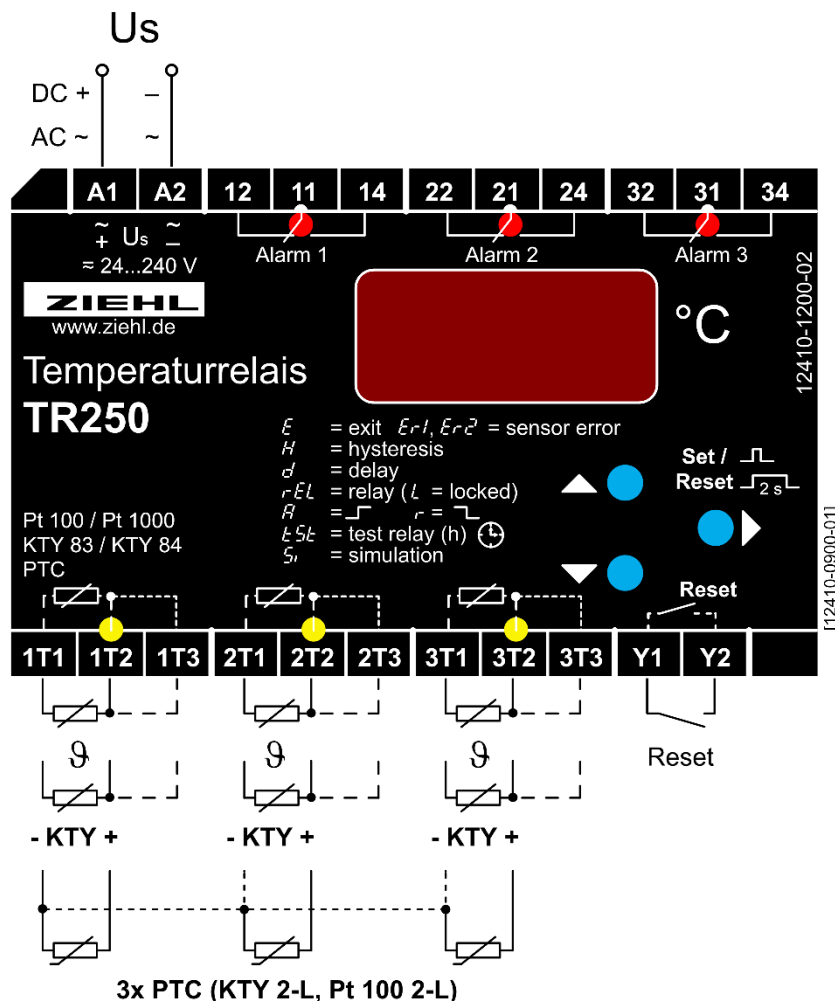 Us
DC + –
AC ~ ~
A1 A2 12 11 14 22 21 24 32 31 34
~ + Us ~ –
≂ 24...240 V
Alarm 1 Alarm 2 Alarm 3
ZIEHL
www.ziehl.de
°C
12410-1200-02
Temperaturrelais
TR250
E = exit Er1, Er2 = sensor error
H = hysteresis
d = delay
rEL = relay (L = locked)
A = r =
tSt = test relay (h)
Si = simulation
Set /
Reset 2 s
Pt 100 / Pt 1000
KTY 83 / KTY 84
PTC
[12410-0900-01]
Reset
1T1 1T2 1T3 2T1 2T2 2T3 3T1 3T2 3T3 Y1 Y2
Reset
ϑ ϑ ϑ
- KTY + - KTY + - KTY +
3x PTC (KTY 2-L, Pt 100 2-L)